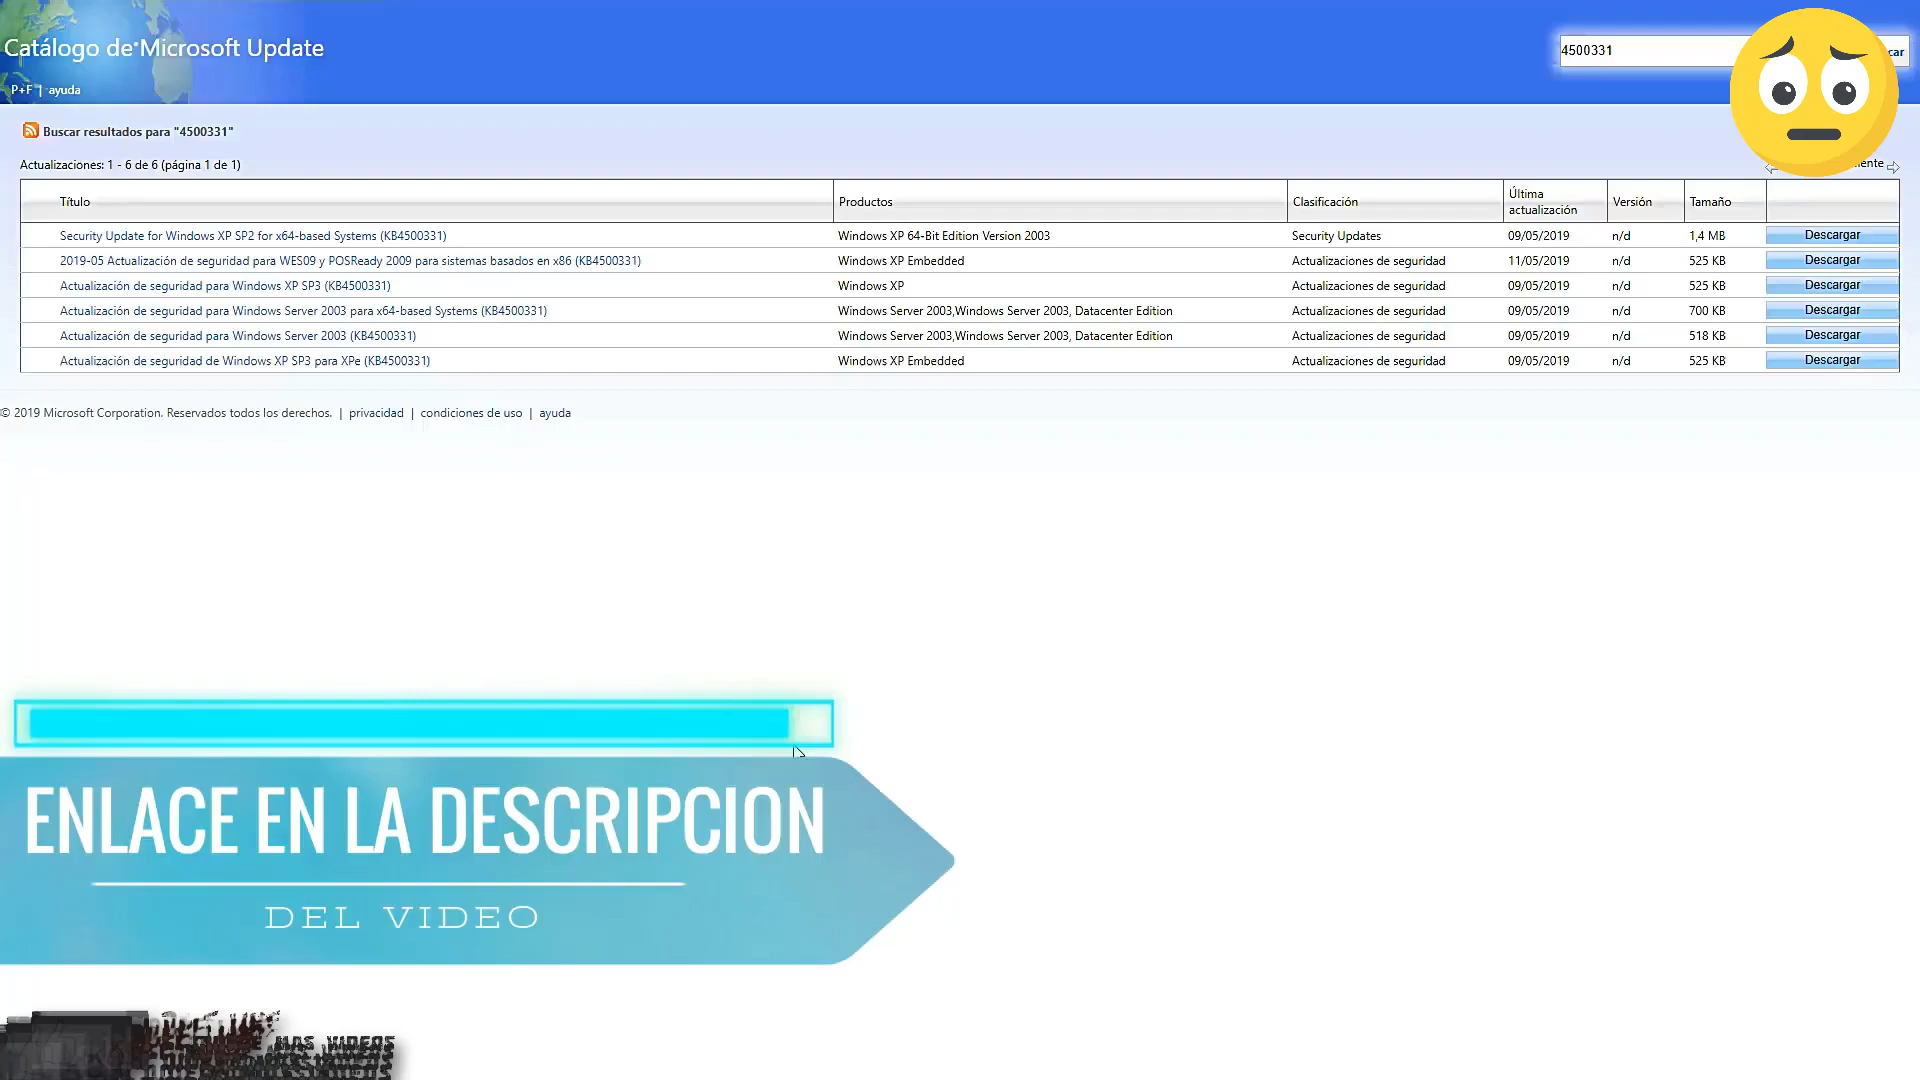 Catálogo de Microsoft Update
4500331
car
P+F | ayuda
Buscar resultados para "4500331"
Actualizaciones: 1 - 6 de 6 (página 1 de 1)
Título Productos Clasificación Última actualización Versión Tamaño
Security Update for Windows XP SP2 for x64-based Systems (KB4500331) Windows XP 64-Bit Edition Version 2003 Security Updates 09/05/2019 n/d 1,4 MB Descargar
2019-05 Actualización de seguridad para WES09 y POSReady 2009 para sistemas basados en x86 (KB4500331) Windows XP Embedded Actualizaciones de seguridad 11/05/2019 n/d 525 KB Descargar
Actualización de seguridad para Windows XP SP3 (KB4500331) Windows XP Actualizaciones de seguridad 09/05/2019 n/d 525 KB Descargar
Actualización de seguridad para Windows Server 2003 para x64-based Systems (KB4500331) Windows Server 2003,Windows Server 2003, Datacenter Edition Actualizaciones de seguridad 09/05/2019 n/d 700 KB Descargar
Actualización de seguridad para Windows Server 2003 (KB4500331) Windows Server 2003,Windows Server 2003, Datacenter Edition Actualizaciones de seguridad 09/05/2019 n/d 518 KB Descargar
Actualización de seguridad de Windows XP SP3 para XPe (KB4500331) Windows XP Embedded Actualizaciones de seguridad 09/05/2019 n/d 525 KB Descargar
© 2019 Microsoft Corporation. Reservados todos los derechos. | privacidad | condiciones de uso | ayuda
ENLACE EN LA DESCRIPCION
DEL VIDEO
MAS VIDEOS